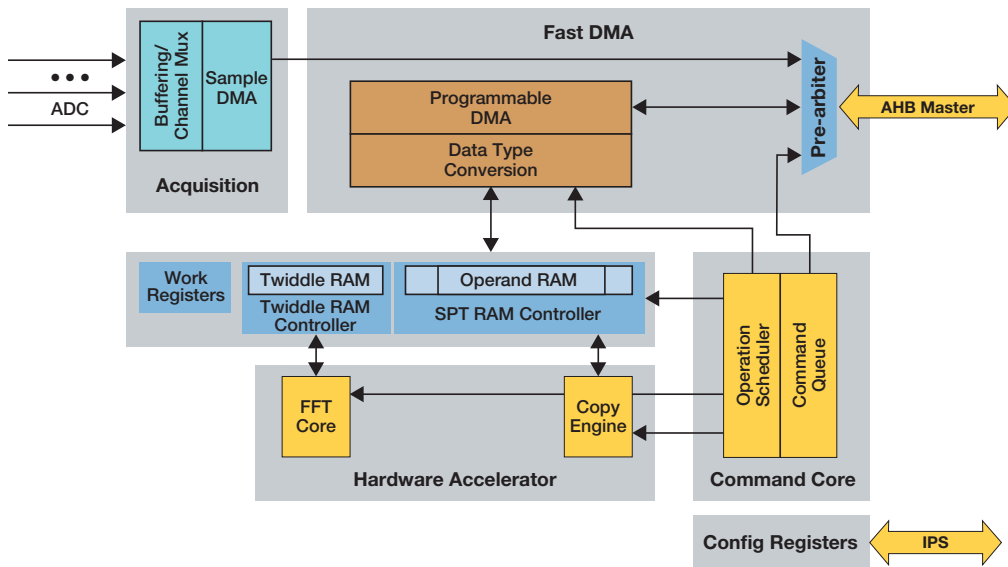 Fast DMA
Buffering/
Channel Mux
Sample
DMA
ADC
Acquisition
Programmable
DMA
Data Type
Conversion
Pre-arbiter
AHB Master
Work
Registers
Twiddle RAM
Twiddle RAM
Controller
Operand RAM
SPT RAM Controller
Operation
Scheduler
Command
Queue
FFT
Core
Copy
Engine
Hardware Accelerator
Command Core
Config Registers
IPS